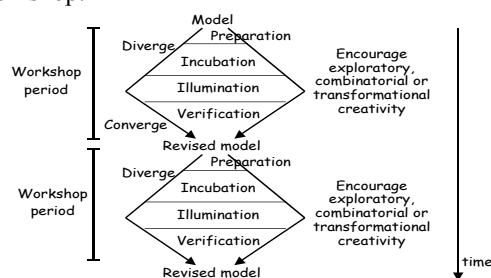 Model
Preparation
Diverge
Incubation
Workshop
period
Illumination
Encourage
exploratory,
combinatorial or
transformational
creativity
Verification
Converge
Revised model
Preparation
Diverge
Incubation
Workshop
period
Illumination
Encourage
exploratory,
combinatorial or
transformational
creativity
Verification
time
Revised model